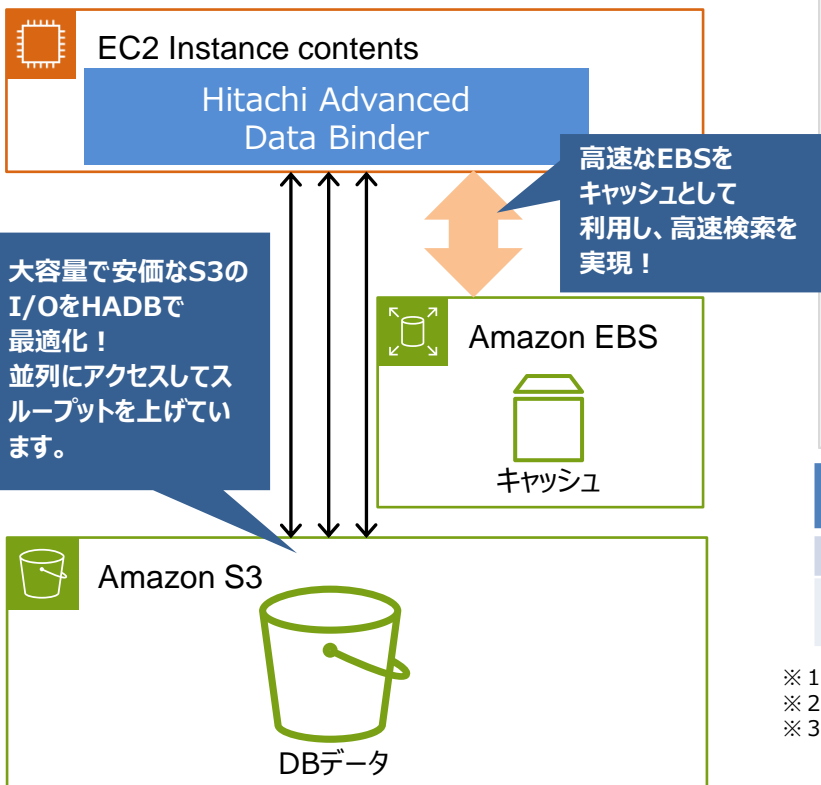 EC2 Instance contents
Hitachi Advanced
Data Binder
高速なEBSを
キャッシュとして
利用し、高速検索を
実現！
大容量で安価なS3の
I/OをHADBで
最適化！
並列にアクセスしてス
ループットを上げてい
ます。
Amazon EBS
キャッシュ
Amazon S3
DBデータ
※１
※２
※３